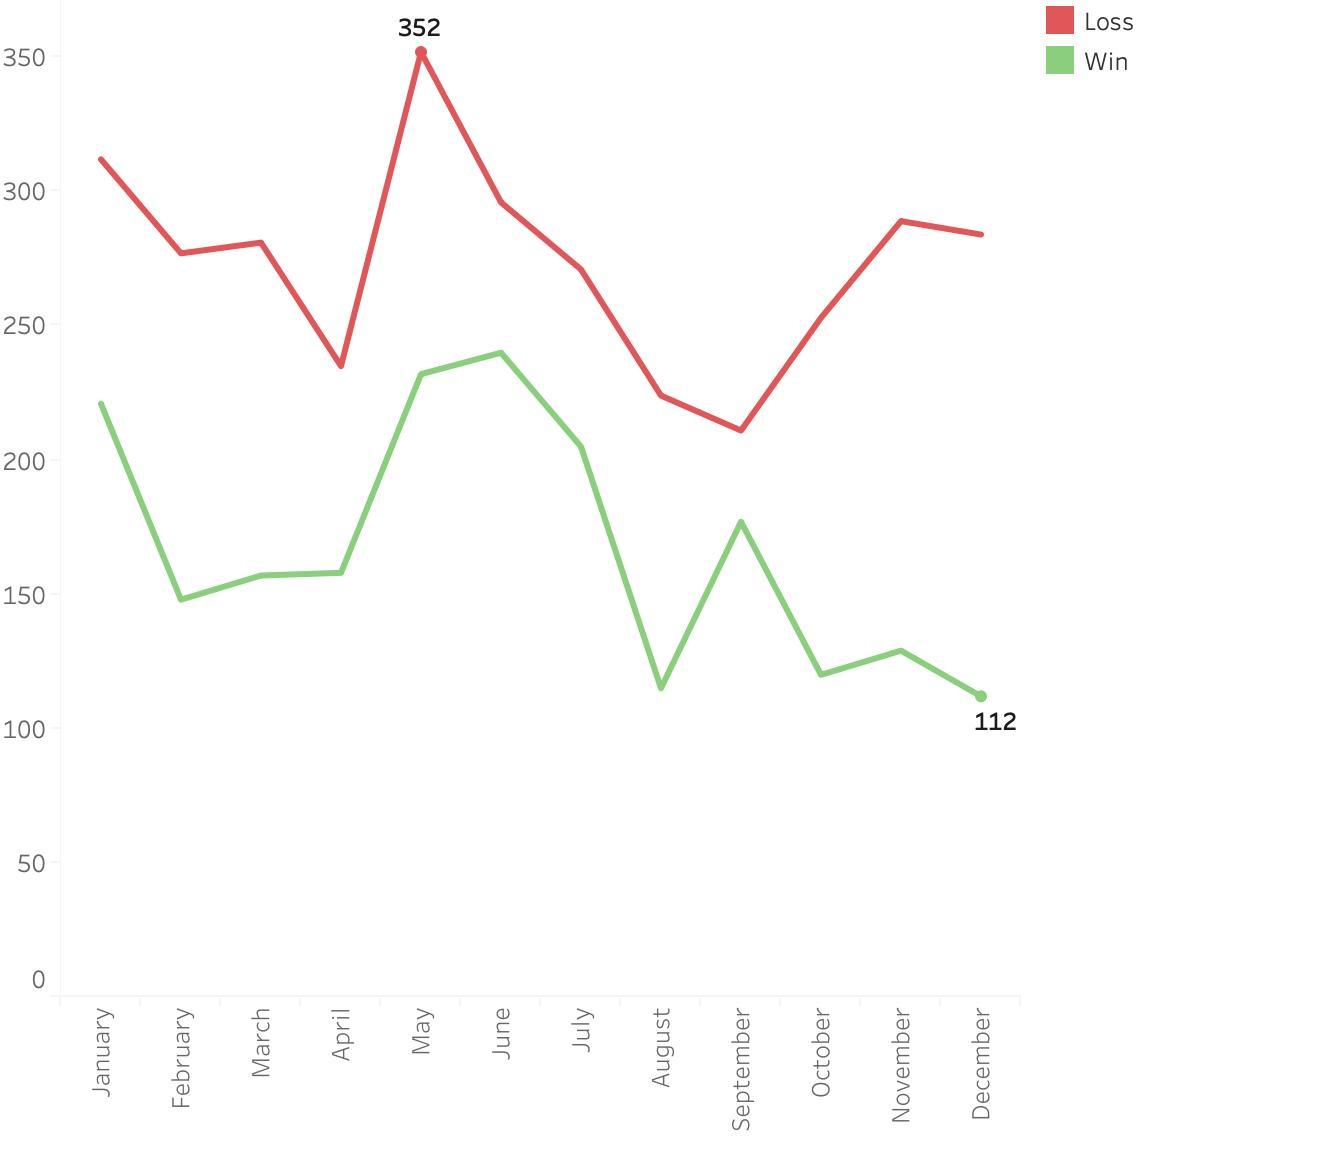 352
Loss
Win
350
300
250
200
150
100
50
0
112
January
February
March
April
May
June
July
August
September
October
November
December